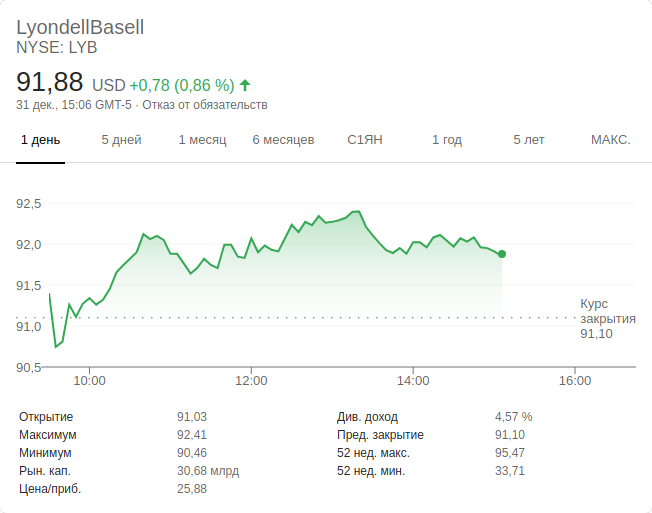 LyondellBasell
NYSE: LYB
91,88 USD +0,78 (0,86 %)
31 дек., 15:06 GMT-5 · Отказ от обязательств
1 день 5 дней 1 месяц 6 месяцев С1ЯН 1 год 5 лет МАКС.
92,5
92,0
91,5
91,0
90,5
Курс
закрытия
91,10
10:00 12:00 14:00 16:00
Открытие 91,03 Див. доход 4,57 %
Максимум 92,41 Пред. закрытие 91,10
Минимум 90,46 52 нед. макс. 95,47
Рын. кап. 30,68 млрд 52 нед. мин. 33,71
Цена/приб. 25,88